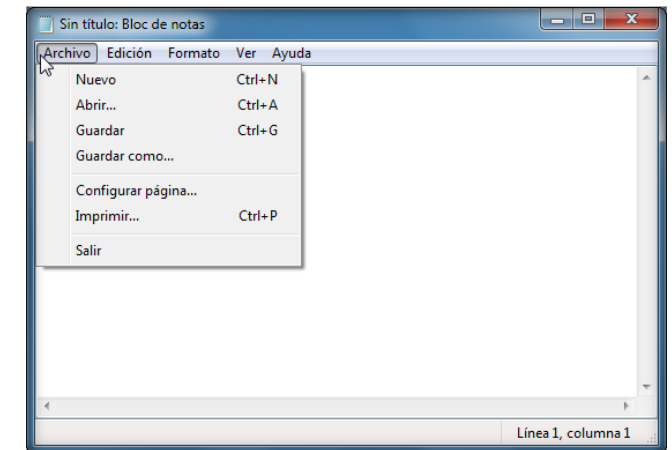 Sin título: Bloc de notas
Archivo Edición Formato Ver Ayuda
Nuevo Ctrl+N
Abrir... Ctrl+A
Guardar Ctrl+G
Guardar como...
Configurar página...
Imprimir... Ctrl+P
Salir
Línea 1, columna 1